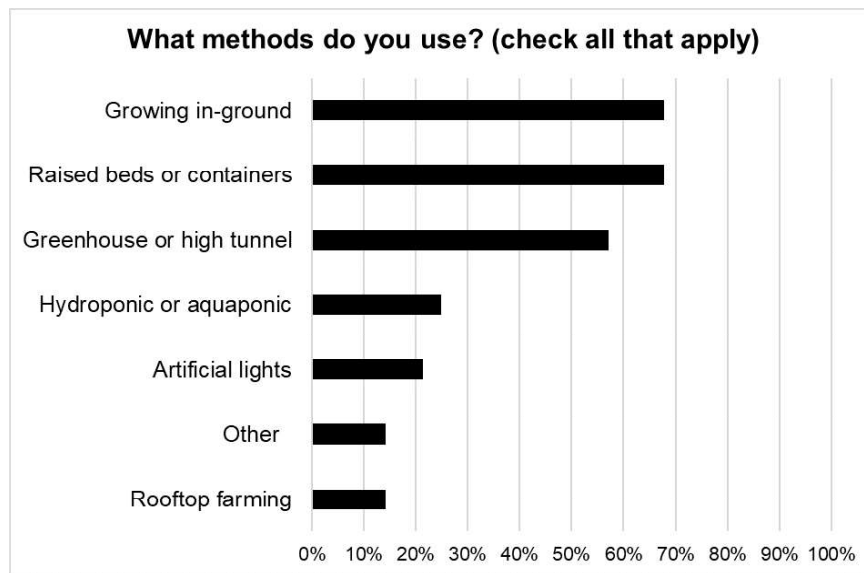 What methods do you use? (check all that apply)
Growing in-ground
Raised beds or containers
Greenhouse or high tunnel
Hydroponic or aquaponic
Artificial lights
Other
Rooftop farming
0% 10% 20% 30% 40% 50% 60% 70% 80% 90% 100%